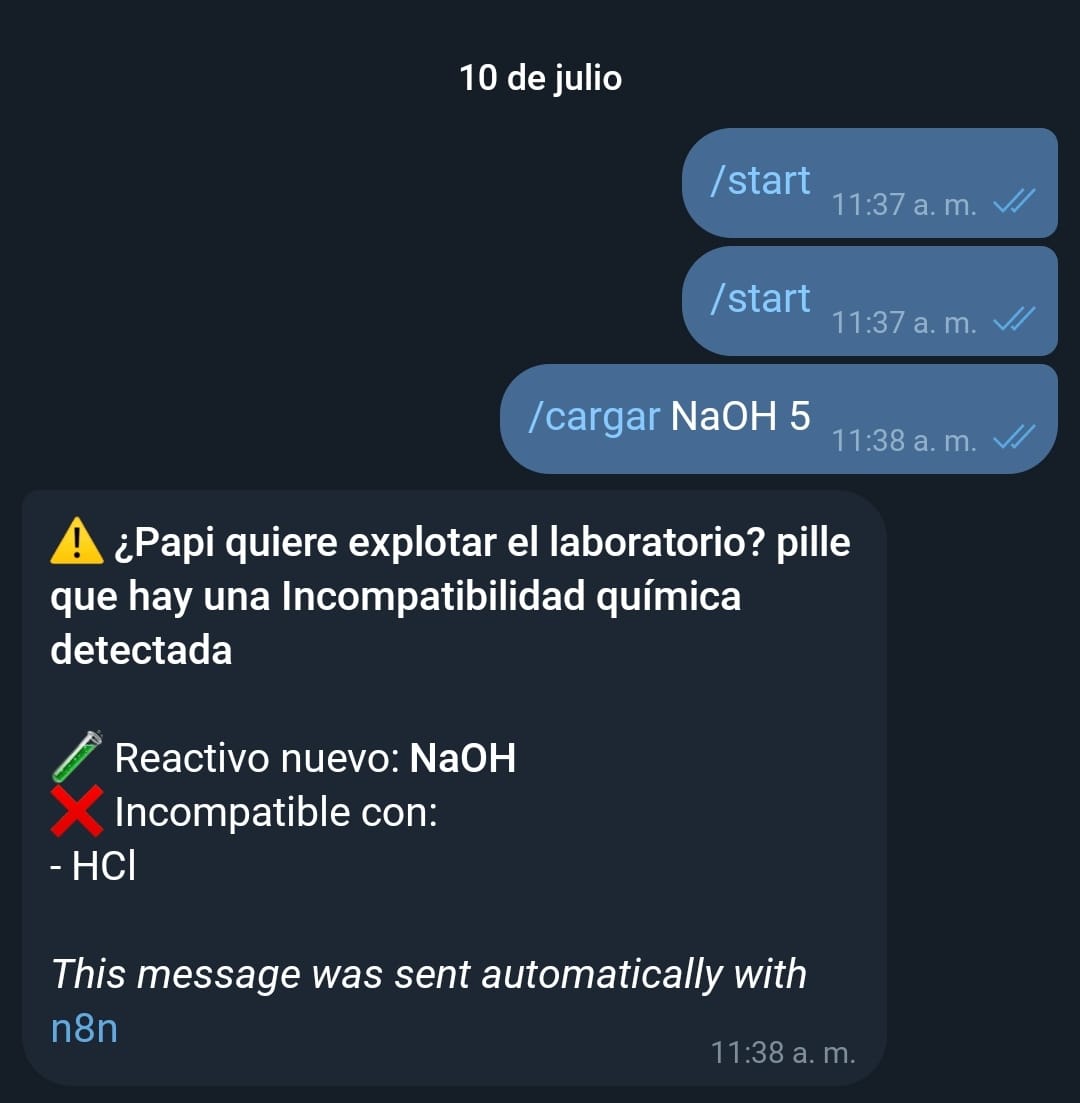 10 de julio
/start 11:37 a. m.
/start 11:37 a. m.
/cargar NaOH 5 11:38 a. m.
⚠️ ¿Papi quiere explotar el laboratorio? pille
que hay una Incompatibilidad química
detectada
🧪 Reactivo nuevo: NaOH
❌ Incompatible con:
- HCl
This message was sent automatically with
n8n
11:38 a. m.